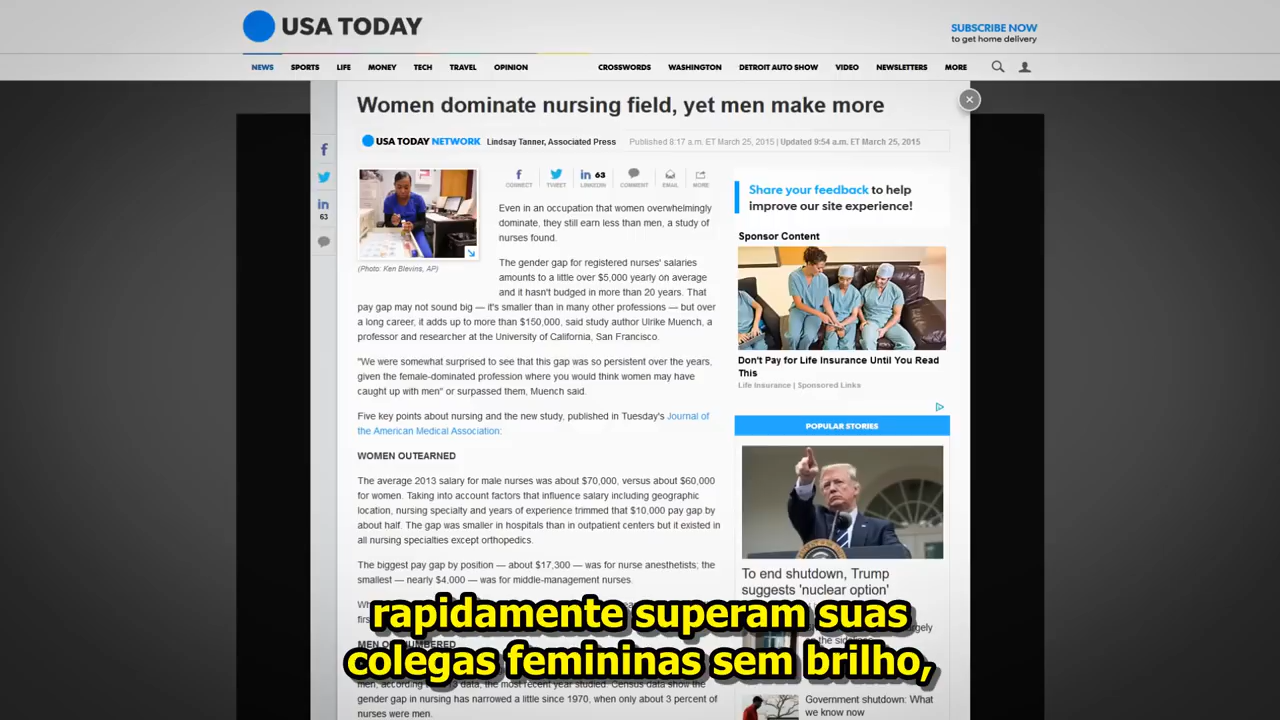 USA TODAY
SUBSCRIBE NOW
to get home delivery
NEWS SPORTS LIFE MONEY TECH TRAVEL OPINION CROSSWORDS WASHINGTON DETROIT AUTO SHOW VIDEO NEWSLETTERS MORE
Women dominate nursing field, yet men make more
USA TODAY NETWORK Lindsay Tanner, Associated Press Published 8:17 a.m. ET March 25, 2015 | Updated 9:54 a.m. ET March 25, 2015
63
CONNECT TWEET LINKEDIN COMMENT EMAIL MORE
63
(Photo: Ken Blevins, AP)
Even in an occupation that women overwhelmingly
dominate, they still earn less than men, a study of
nurses found.
The gender gap for registered nurses' salaries
amounts to a little over $5,000 yearly on average
and it hasn't budged in more than 20 years. That
pay gap may not sound big — it's smaller than in many other professions — but over
a long career, it adds up to more than $150,000, said study author Ulrike Muench, a
professor and researcher at the University of California, San Francisco.
"We were somewhat surprised to see that this gap was so persistent over the years,
given the female-dominated profession where you would think women may have
caught up with men" or surpassed them, Muench said.
Five key points about nursing and the new study, published in Tuesday's Journal of
the American Medical Association:
WOMEN OUTEARNED
The average 2013 salary for male nurses was about $70,000, versus about $60,000
for women. Taking into account factors that influence salary including geographic
location, nursing specialty and years of experience trimmed that $10,000 pay gap by
about half. The gap was smaller in hospitals than in outpatient centers but it existed in
all nursing specialties except orthopedics.
The biggest pay gap by position — about $17,300 — was for nurse anesthetists; the
smallest — nearly $4,000 — was for middle-management nurses.
MEN OUTNUMBERED
men, according data, the most recent year studied. Census data show the
gender gap in nursing has narrowed a little since 1970, when only about 3 percent of
nurses were men.
Share your feedback to help
improve our site experience!
Sponsor Content
Don't Pay for Life Insurance Until You Read
This
Life Insurance | Sponsored Links
POPULAR STORIES
To end shutdown, Trump
suggests 'nuclear option'
Government shutdown: What
we know now
rapidamente superam suas
colegas femininas sem brilho,